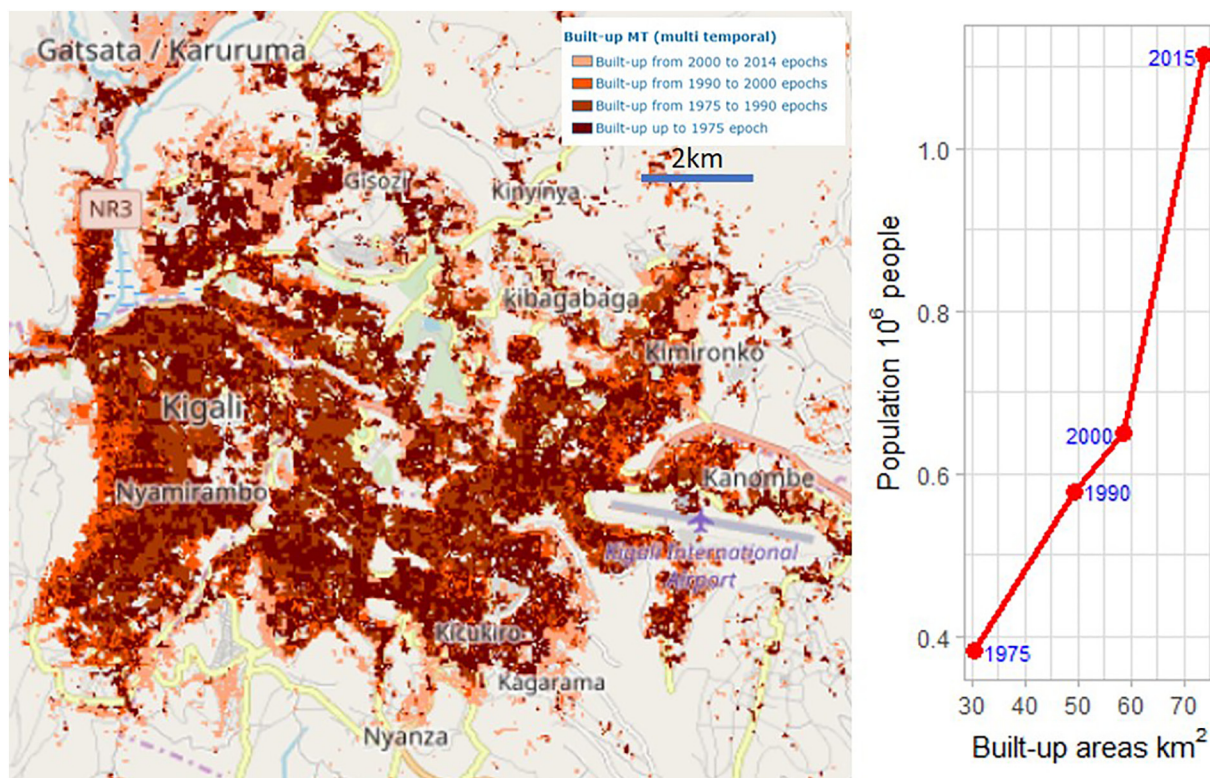 Gatsata / Karuruma
Built-up MT (multi temporal)
Built-up from 2000 to 2014 epochs
Built-up from 1990 to 2000 epochs
Built-up from 1975 to 1990 epochs
Built-up up to 1975 epoch
2km
Gisozi
Kinyinya
NR3
kibagabaga
Kimironko
Kigali
Nyamirambo
Kanombe
Kigali International
Airport
Kicukiro
Kagarama
Nyanza
2015
1.0
0.8
2000
0.6
1990
0.4
1975
Population 10⁶ people
30 40 50 60 70
Built-up areas km²